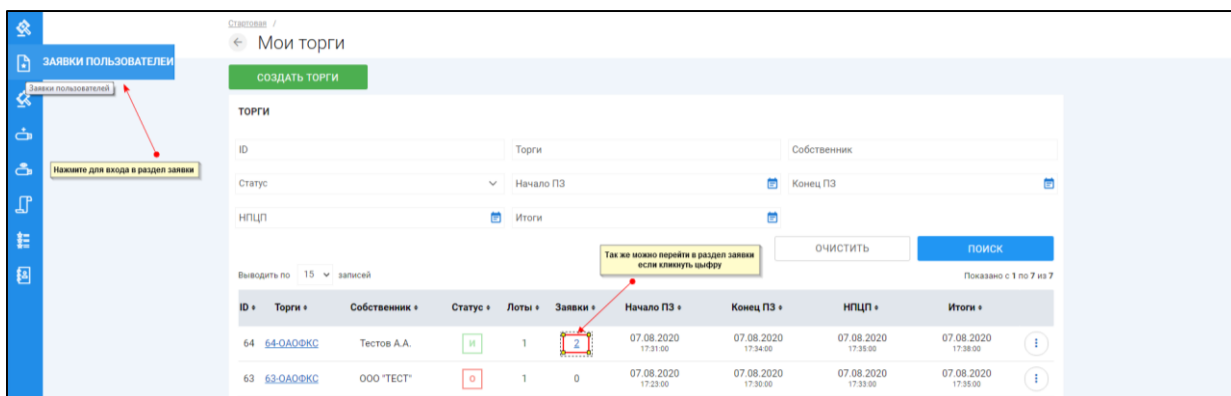 Стартовая /
Мои торги
ЗАЯВКИ ПОЛЬЗОВАТЕЛЕЙ
СОЗДАТЬ ТОРГИ
Заявки пользователей
ТОРГИ
ID Торги Собственник
Нажмите для входа в раздел заявки
Статус Начало ПЗ Конец ПЗ
НПЦП Итоги
Так же можно перейти в раздел заявки
если кликнуть цыфру
ОЧИСТИТЬ ПОИСК
Выводить по 15 записей Показано с 1 по 7 из 7
ID Торги Собственник Статус Лоты Заявки Начало ПЗ Конец ПЗ НПЦП Итоги
64 64-ОАОФКС Тестов А.А. И 1 2 07.08.2020 07.08.2020 07.08.2020 07.08.2020
17:31:00 17:34:00 17:35:00 17:38:00
63 63-ОАОФКС ООО "ТЕСТ" О 1 0 07.08.2020 07.08.2020 07.08.2020 07.08.2020
17:23:00 17:30:00 17:33:00 17:35:00